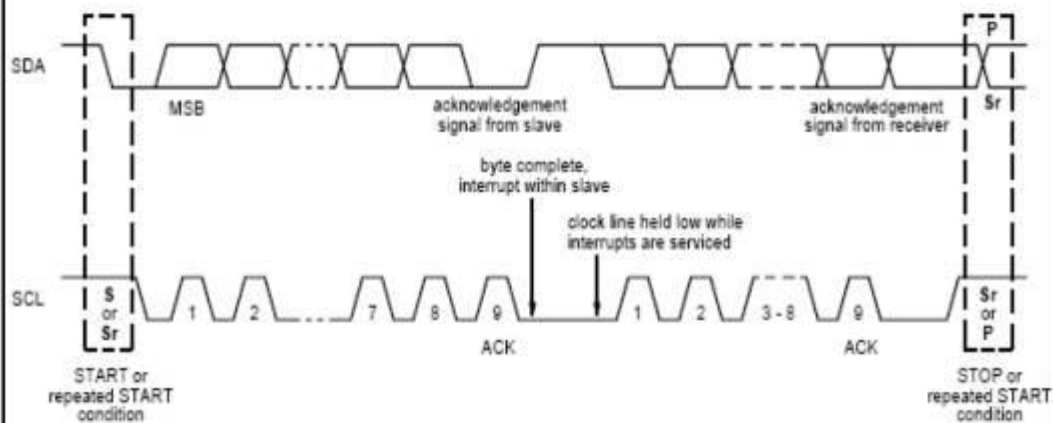 P
SDA
MSB
acknowledgement
signal from slave
acknowledgement
signal from receiver
Sr
byte complete,
interrupt within slave
clock line held low while
interrupts are serviced
SCL
S
or
Sr
1
2
7
8
9
1
2
3 - 8
9
Sr
or
P
ACK
ACK
START or
repeated START
condition
STOP or
repeated START
condition